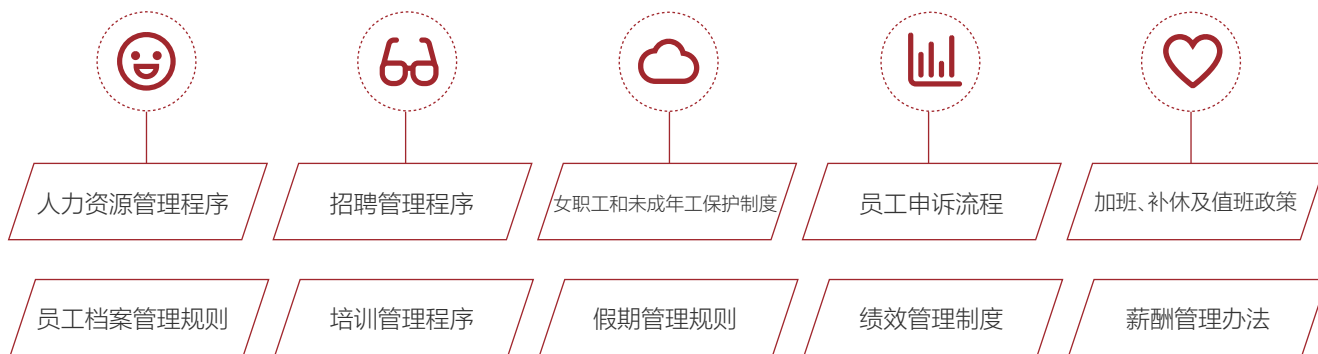 人力资源管理程序
招聘管理程序
女职工和未成年工保护制度
员工申诉流程
加班、补休及值班政策
员工档案管理规则
培训管理程序
假期管理规则
绩效管理制度
薪酬管理办法